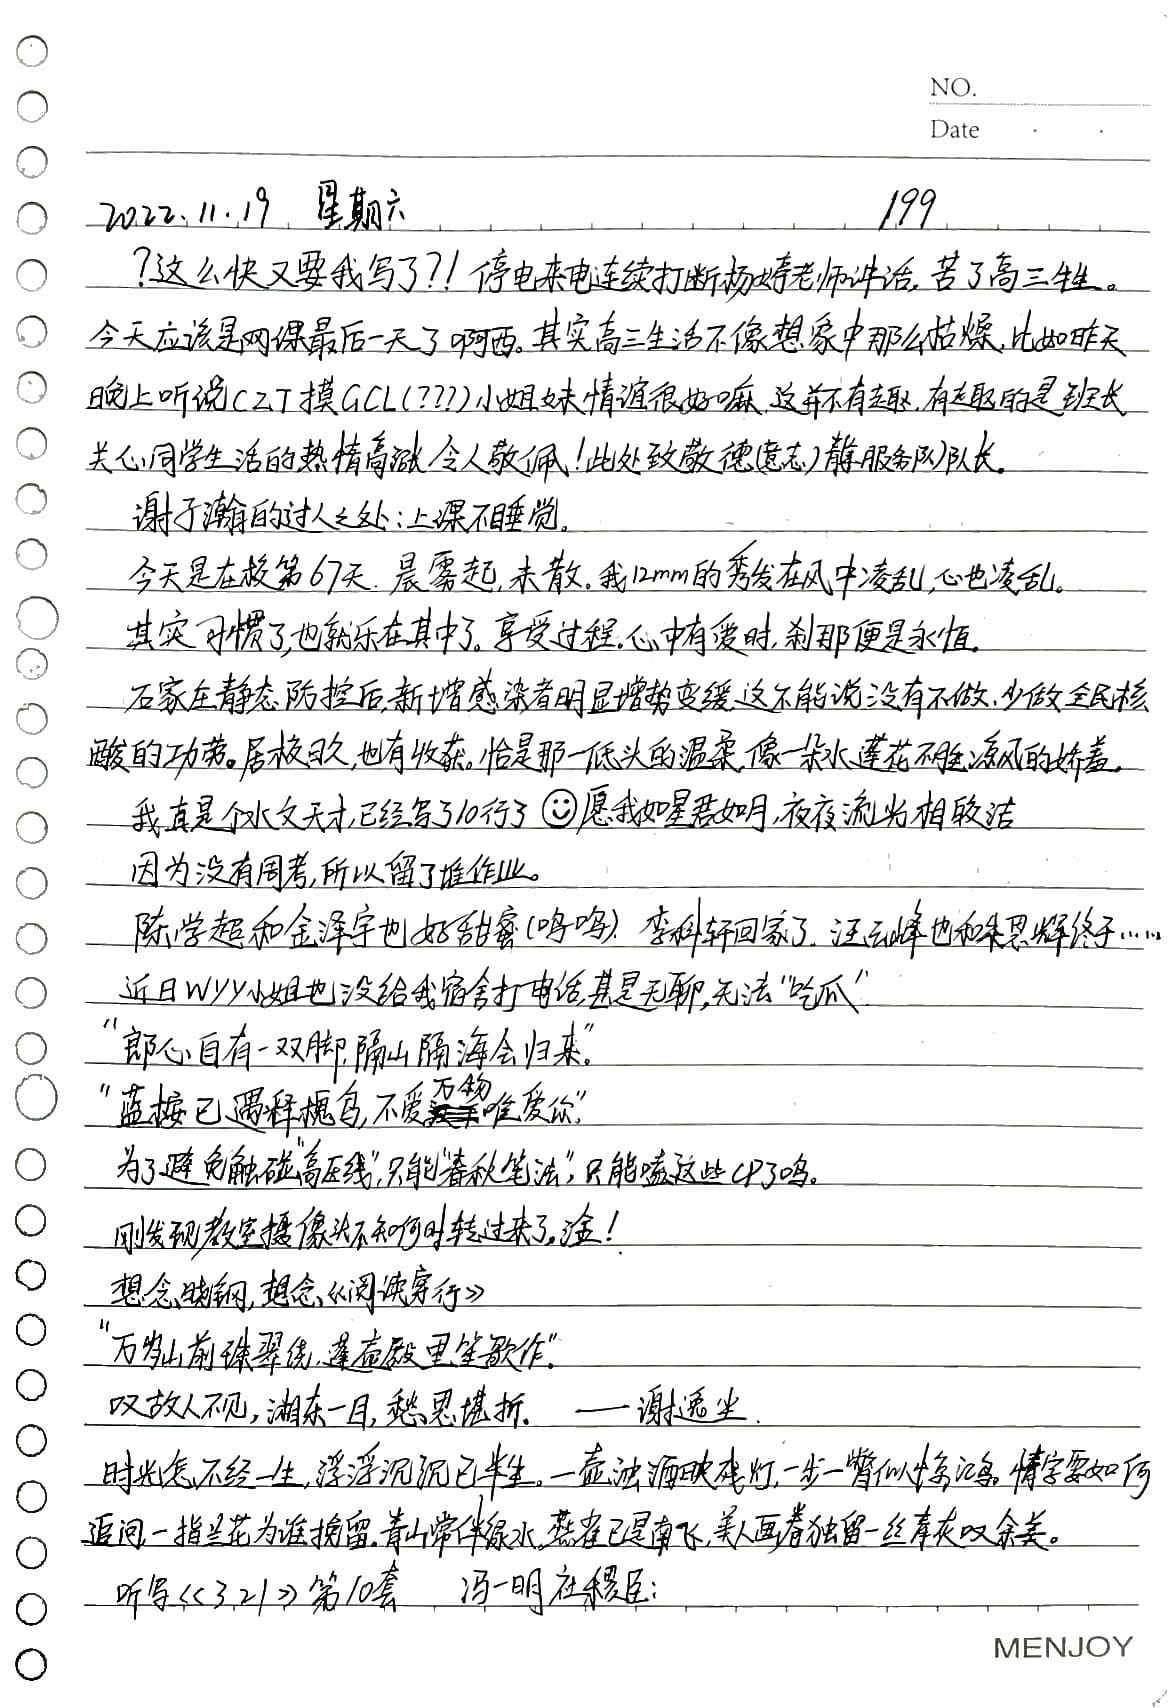 NO.
Date
2022.11.19 星期六 199
?这么快又要我写了?!停电来电连续打断杨婷老师讲话,苦了高三牲。
今天应该是网课最后一天了啊西。其实高三生活不像想象中那么枯燥,比如昨天
晚上听说CZT摸GCL(???)小姐妹情谊很好嘛,这并不有趣,有趣的是班长
关心同学生活的热情高涨,令人敬佩!此处致敬德(意志)静服务队队长。
谢子瀚的过人之处:上课不睡觉。
今天是在校第67天.晨雾起,未散。我12mm的秀发在风中凌乱,心也凌乱。
其实习惯了,也就乐在其中了。享受过程。心中有爱时,刹那便是永恒。
石家庄静态防控后,新增感染者明显增势变缓,这不能说没有不做、少做全民核
酸的功劳。居校日久,也有收获。恰是那一低头的温柔,像一朵水莲花不胜凉风的娇羞。
我真是个水文天才,已经写了10行了愿我如星君如月,夜夜流光相皎洁
因为没有周考,所以留了堆作业。
陈学超和金泽宇也好甜蜜(呜呜).李科轩回家了.汪云峰也和朱思辉终于……
近日WYY小姐也没给我宿舍打电话,甚是无聊,无法“吃瓜”
“郎心自有一双脚,隔山隔海会归来”。
“蓝桉已遇释槐鸟,不爱万物唯爱你”
为了避免触碰“高压线”,只能“春秋笔法”,只能嗑这些CP了呜。
刚发现教室摄像头不知何时转过来了。淦!
想念晓钢,想念《阅读穿行》
“万岁山前珠翠绕,蓬壶殿里笙歌作”.
叹故人不见,湖东一目,愁思堪折. ——谢逸尘.
时光怎不经一生,浮浮沉沉已半生。一壶浊酒映残灯,一步一瞥似惊鸿.情字要如何
追问,一指兰花为谁挽留.青山常伴绿水,燕雀已是南飞,美人画卷独留一丝青灰叹余美。
听写《3,21》第10套 冯一明社稷臣:
MENJOY